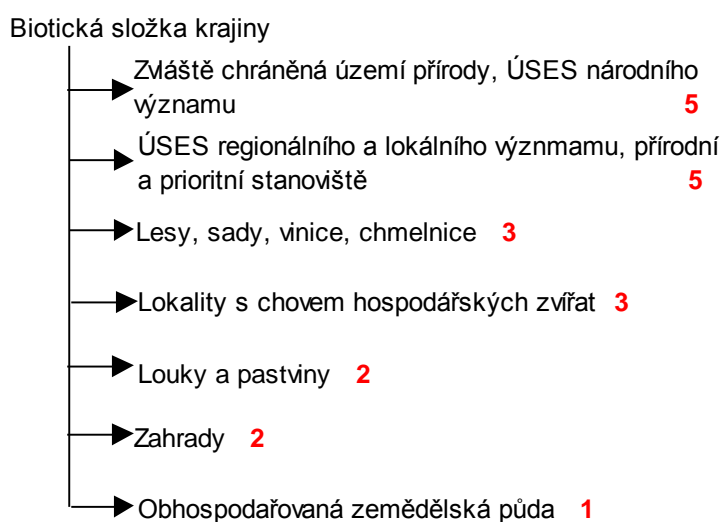 Biotická složka krajiny
Zvláště chráněná území přírody, ÚSES národního
významu 5
ÚSES regionálního a lokálního výzmamu, přírodní
a prioritní stanoviště 5
Lesy, sady, vinice, chmelnice 3
Lokality s chovem hospodářských zvířat 3
Louky a pastviny 2
Zahrady 2
Obhospodařovaná zemědělská půda 1